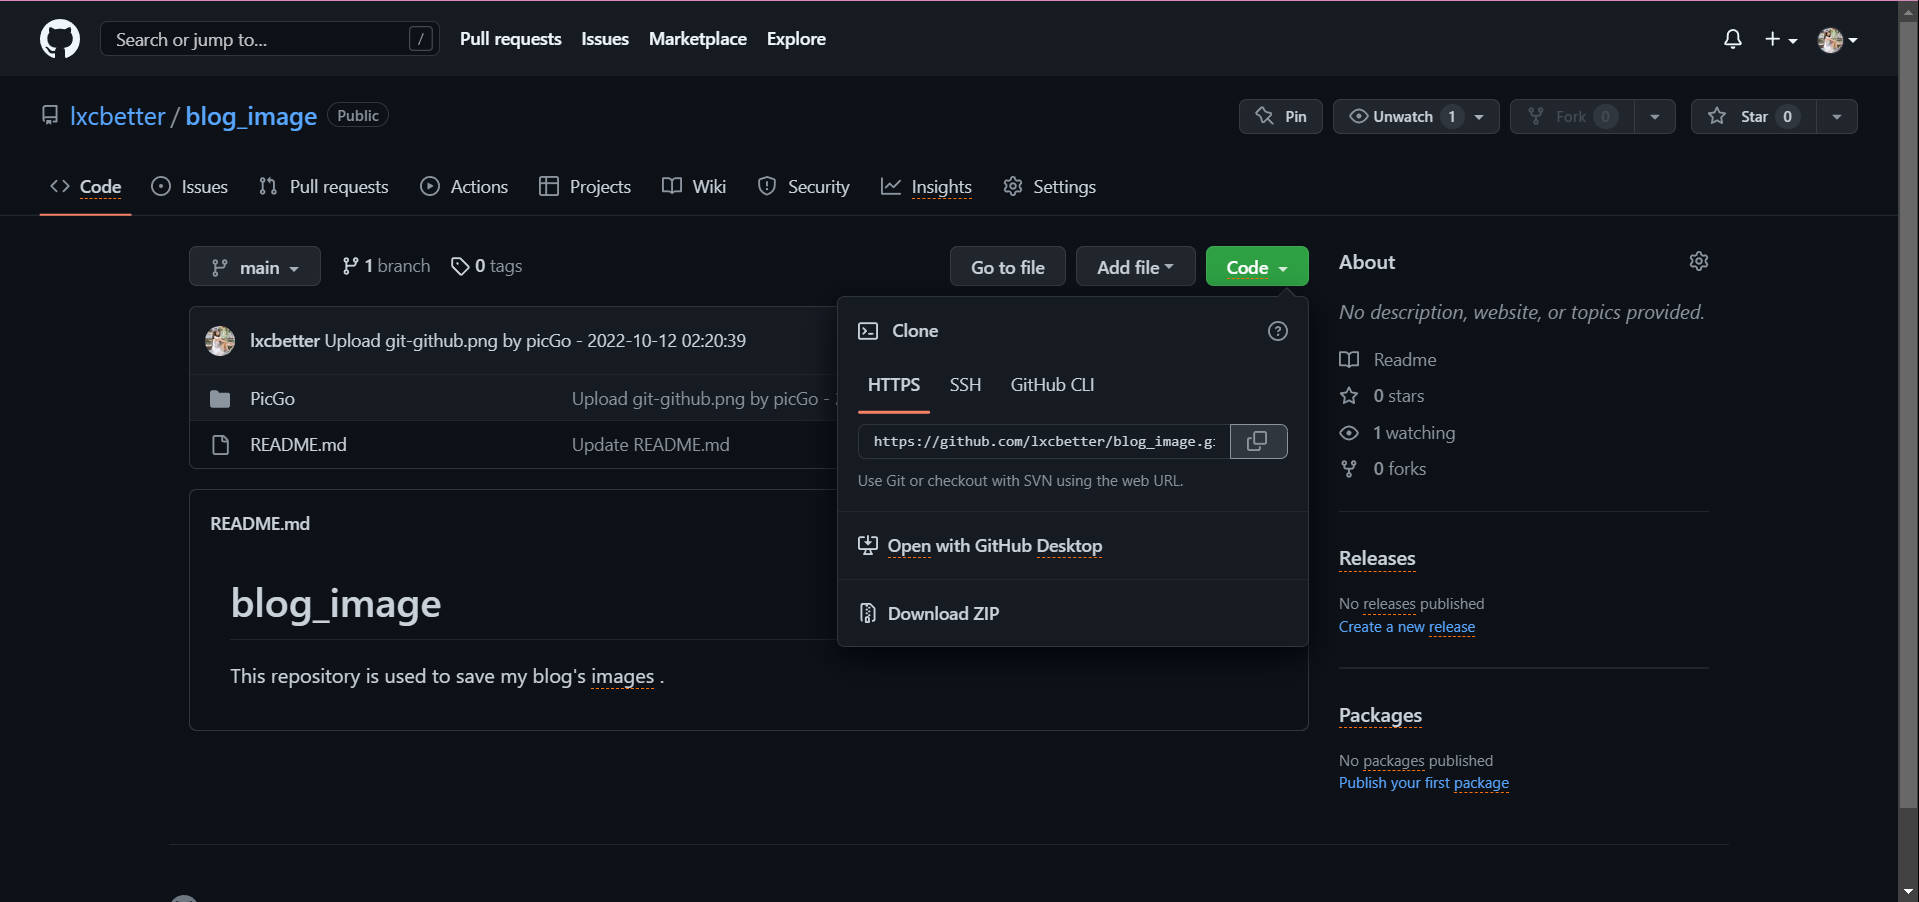 Search or jump to... /
Pull requests Issues Marketplace Explore
lxcbetter / blog_image Public
Pin Unwatch 1 Fork 0 Star 0
Code Issues Pull requests Actions Projects Wiki Security Insights Settings
main 1 branch 0 tags Go to file Add file Code
lxcbetter Upload git-github.png by picGo - 2022-10-12 02:20:39
PicGo Upload git-github.png by picGo -
README.md Update README.md
Clone
HTTPS SSH GitHub CLI
https://github.com/lxcbetter/blog_image.g
Use Git or checkout with SVN using the web URL.
Open with GitHub Desktop
Download ZIP
README.md
blog_image
This repository is used to save my blog's images .
About
No description, website, or topics provided.
Readme
0 stars
1 watching
0 forks
Releases
No releases published
Create a new release
Packages
No packages published
Publish your first package